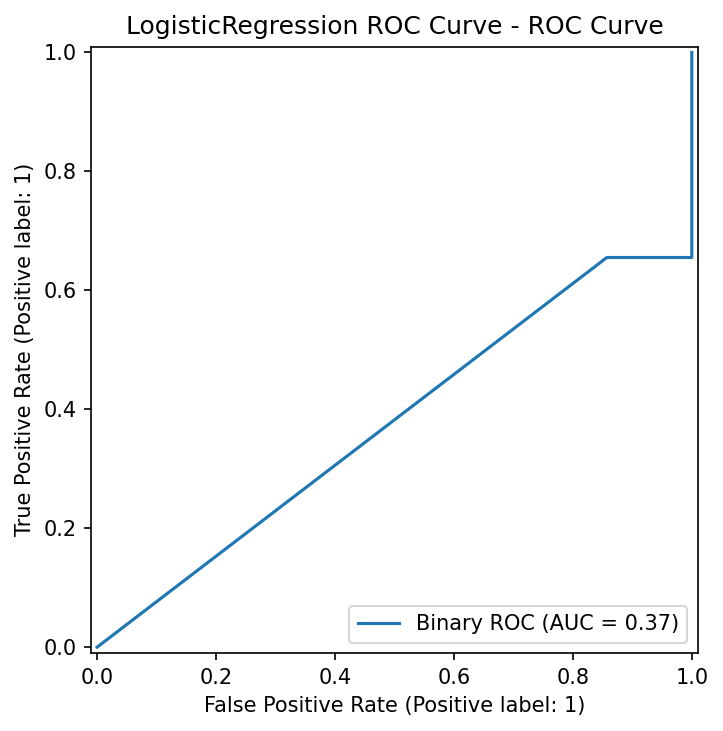 LogisticRegression ROC Curve - ROC Curve
True Positive Rate (Positive label: 1)
1.0
0.8
0.6
0.4
0.2
0.0
Binary ROC (AUC = 0.37)
0.0 0.2 0.4 0.6 0.8 1.0
False Positive Rate (Positive label: 1)